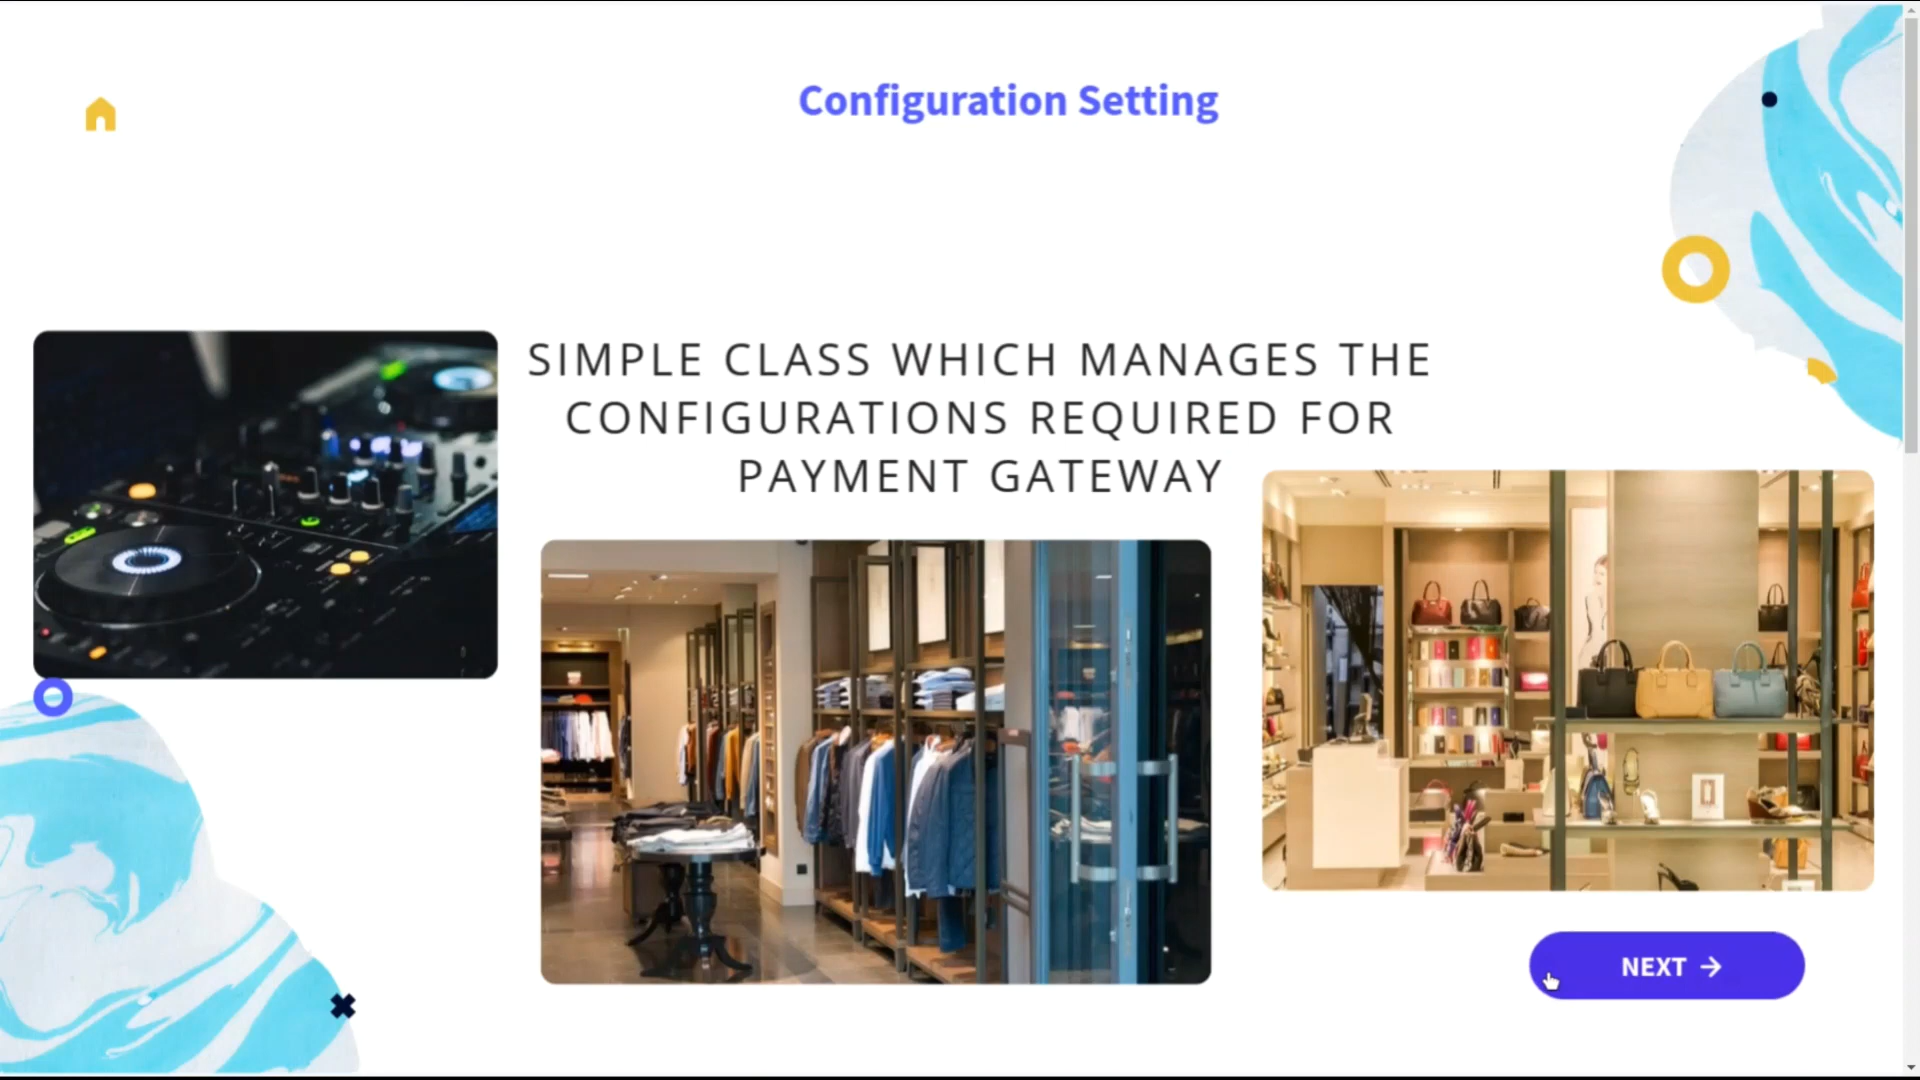 Configuration Setting
SIMPLE CLASS WHICH MANAGES THE
CONFIGURATIONS REQUIRED FOR
PAYMENT GATEWAY
NEXT →